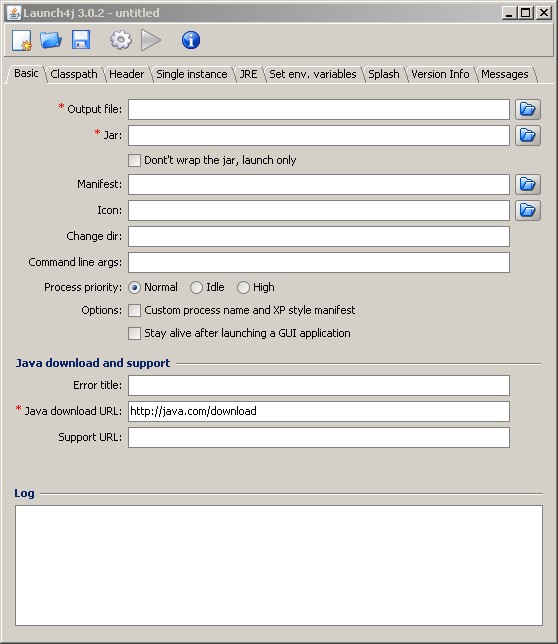 Launch4j 3.0.2 - untitled
Basic Classpath Header Single instance JRE Set env. variables Splash Version Info Messages
* Output file:
* Jar:
Dont't wrap the jar, launch only
Manifest:
Icon:
Change dir:
Command line args:
Process priority: Normal Idle High
Options: Custom process name and XP style manifest
Stay alive after launching a GUI application
Java download and support
Error title:
* Java download URL: http://java.com/download
Support URL:
Log